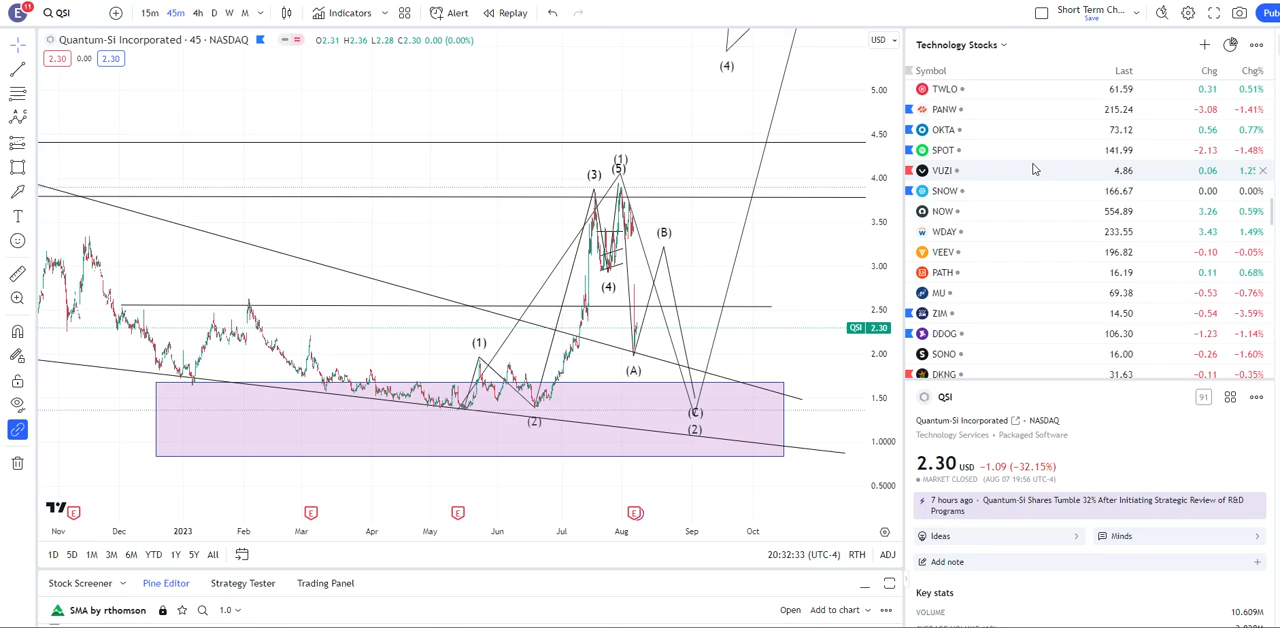 E 11 QSI 15m 45m 4h D W M Indicators Alert Replay Short Term Ch... Save Pub
Quantum-Si Incorporated · 45 · NASDAQ O2.31 H2.36 L2.28 C2.30 0.00 (0.00%) USD
2.30 0.00 2.30
(4)
5.00
4.50
4.00
3.50
3.00
2.50
QSI 2.30
2.00
1.50
1.0000
0.5000
(1)
(5)
(3)
(B)
(4)
(1)
(A)
(C)
(2)
(2)
E E E E
Nov Dec 2023 Feb Mar Apr May Jun Jul Aug Sep Oct
1D 5D 1M 3M 6M YTD 1Y 5Y All 20:32:33 (UTC-4) RTH ADJ
Stock Screener Pine Editor Strategy Tester Trading Panel
SMA by rthomson 1.0 Open Add to chart
Technology Stocks
Symbol Last Chg Chg%
TWLO 61.59 0.31 0.51%
PANW 215.24 −3.08 −1.41%
OKTA 73.12 0.56 0.77%
SPOT 141.99 −2.13 −1.48%
VUZI 4.86 0.06
SNOW 166.67 0.00 0.00%
NOW 554.89 3.26 0.59%
WDAY 233.55 3.43 1.49%
VEEV 196.82 −0.10 −0.05%
PATH 16.19 0.11 0.68%
MU 69.38 −0.53 −0.76%
ZIM 14.50 −0.54 −3.59%
DDOG 106.30 −1.23 −1.14%
SONO 16.00 −0.26 −1.60%
DKNG 31.63 −0.11 −0.35%
QSI 91
Quantum-Si Incorporated · NASDAQ
Technology Services • Packaged Software
2.30 USD −1.09 (−32.15%)
MARKET CLOSED (AUG 07 19:56 UTC-4)
7 hours ago · Quantum-Si Shares Tumble 32% After Initiating Strategic Review of R&D
Programs
Ideas Minds
Add note
Key stats
VOLUME 10.609M